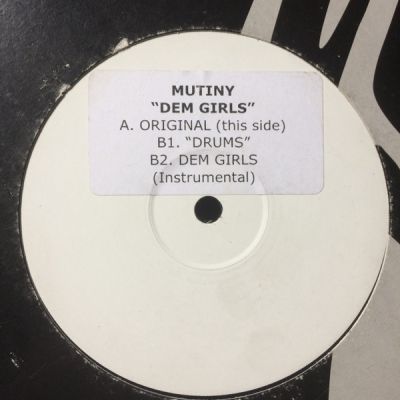 MUTINY
"DEM GIRLS"
A. ORIGINAL (this side)
B1. "DRUMS"
B2. DEM GIRLS
(Instrumental)